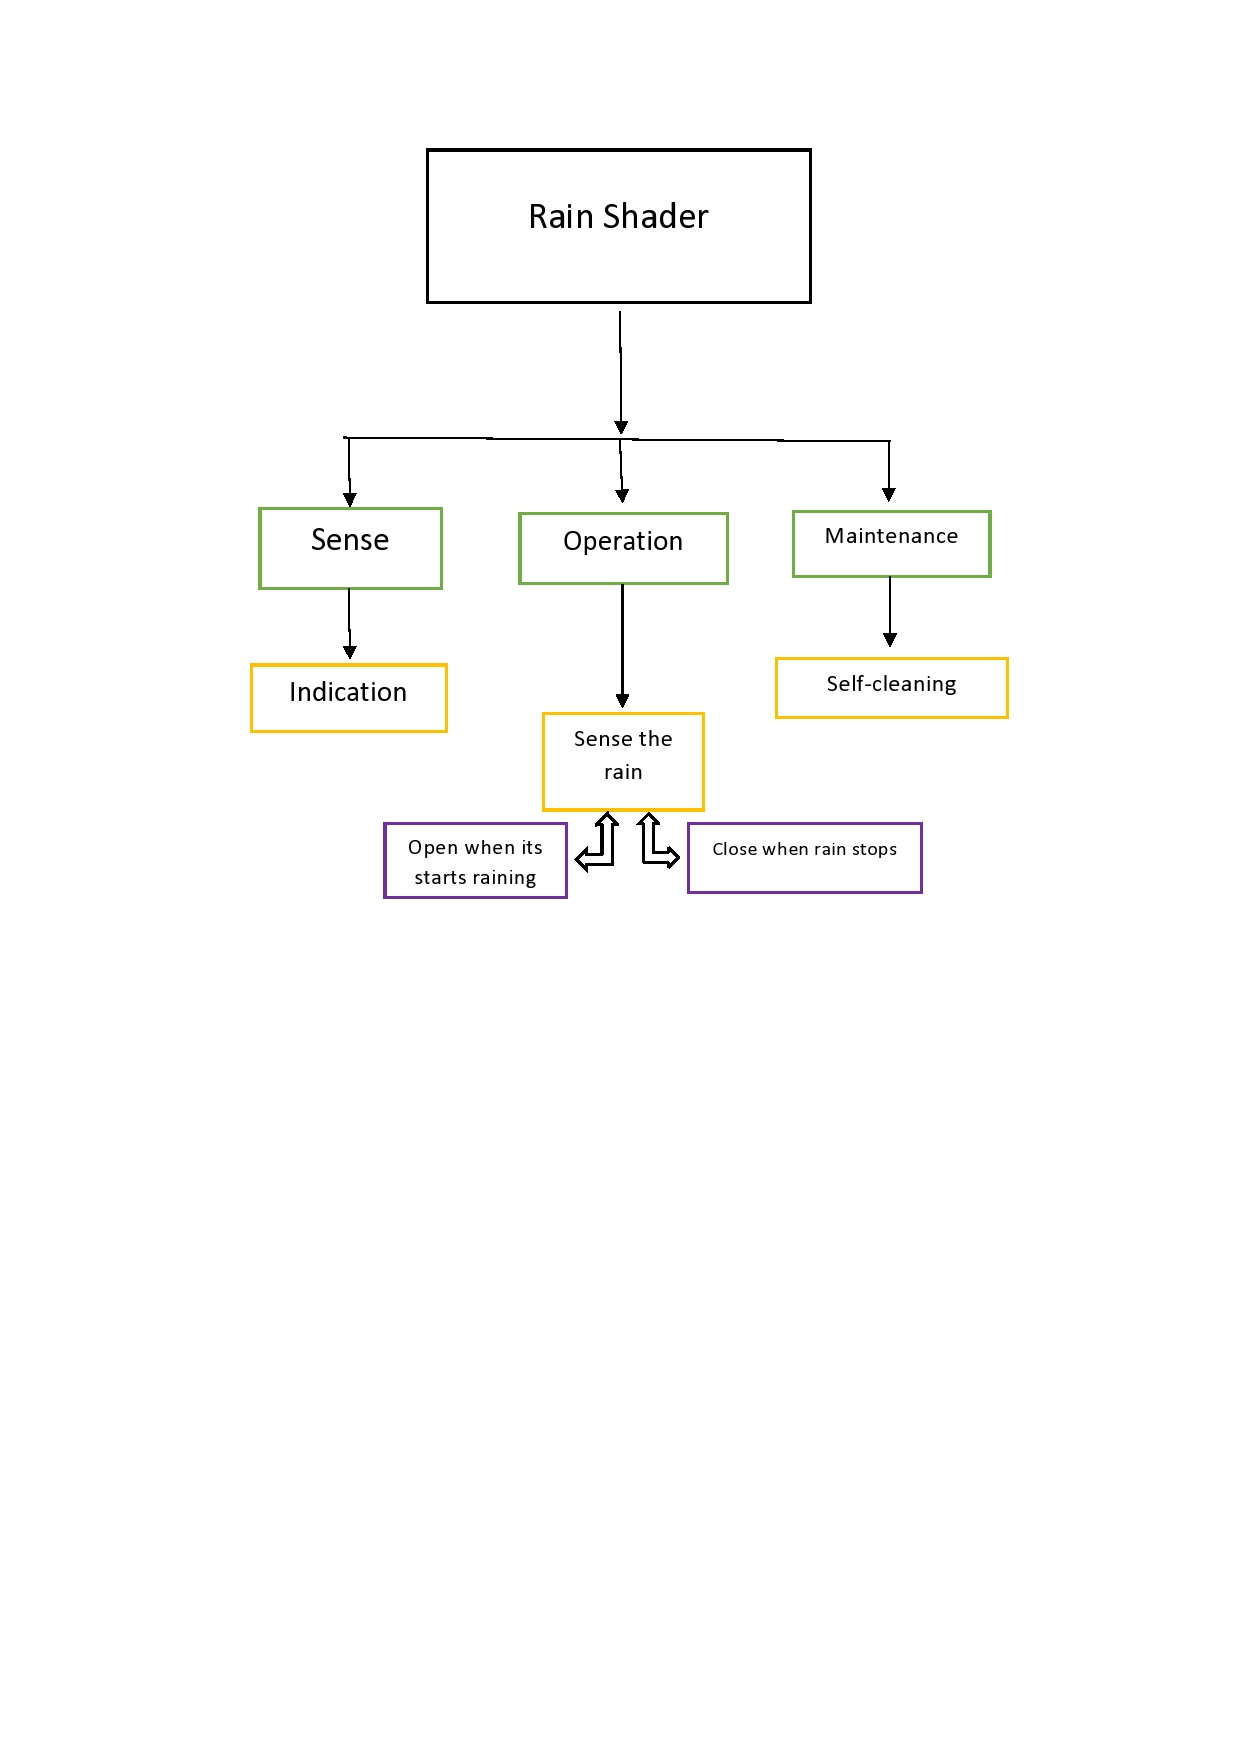 Rain Shader
Sense
Operation
Maintenance
Indication
Self-cleaning
Sense the
rain
Open when its
starts raining
Close when rain stops